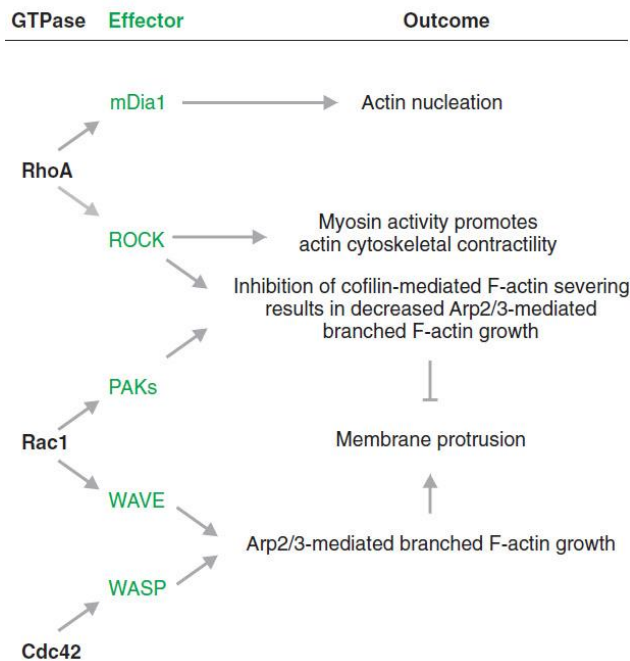 GTPase Effector Outcome
mDia1 Actin nucleation
RhoA
ROCK Myosin activity promotes
actin cytoskeletal contractility
Inhibition of cofilin-mediated F-actin severing
results in decreased Arp2/3-mediated
branched F-actin growth
PAKs
Rac1 Membrane protrusion
WAVE
Arp2/3-mediated branched F-actin growth
WASP
Cdc42